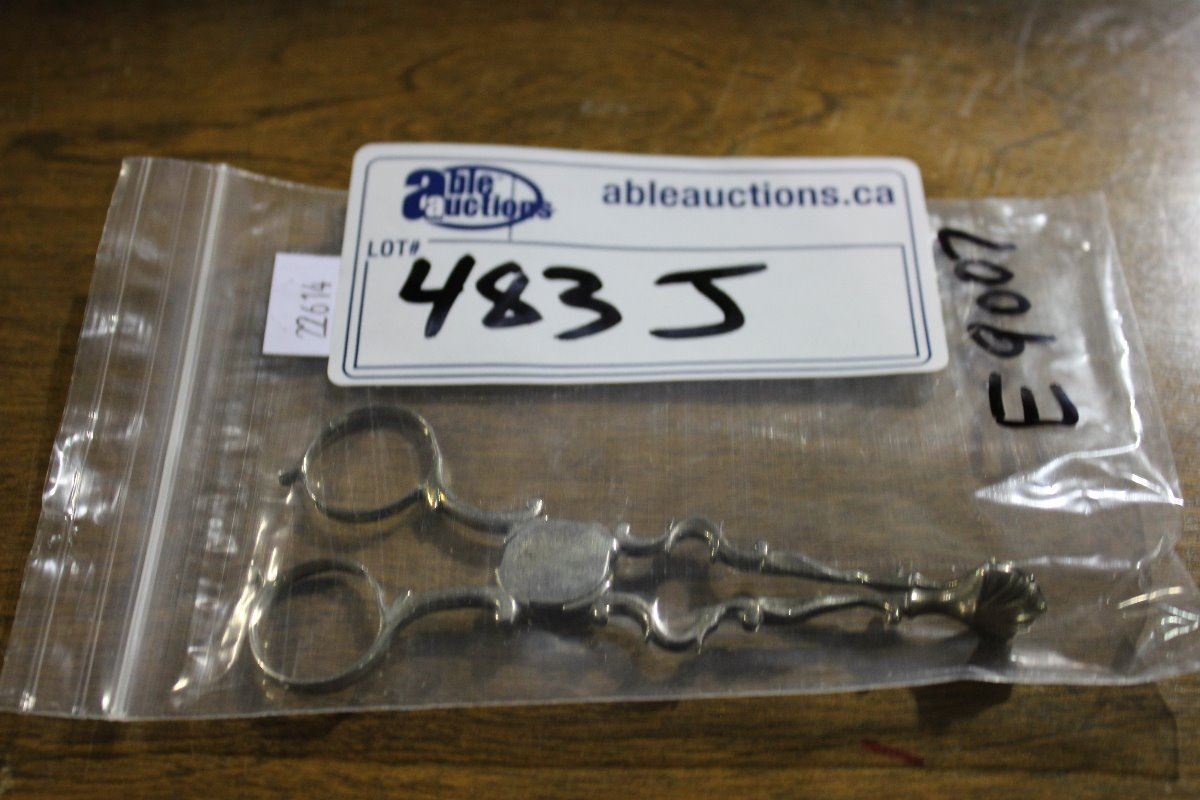 able auctions
ableauctions.ca
LOT#
483 J
22614
E9007